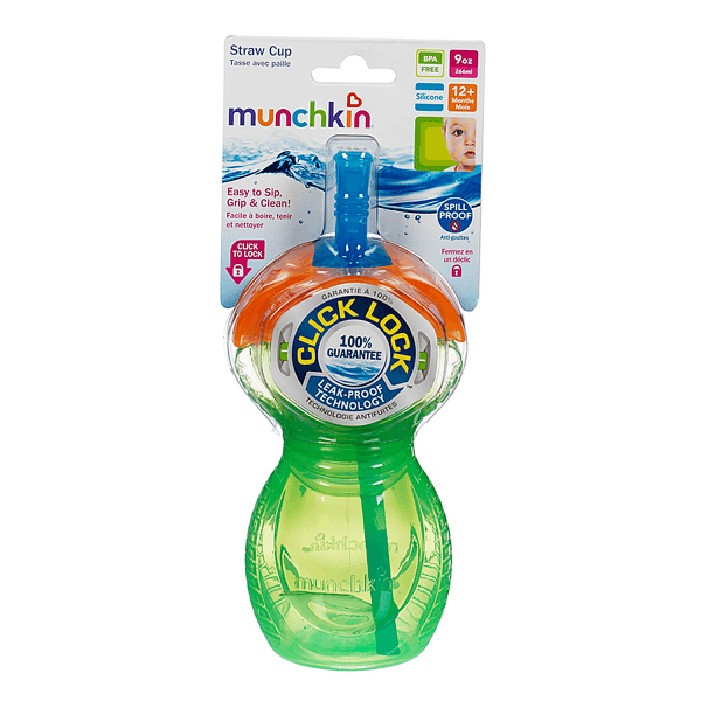 Straw Cup
Tasse avec paille
BPA
FREE
9oz
266ml
Silicone
12+
Months
Mois
munchkin
Easy to Sip,
Grip & Clean!
Facile à boire, tenir
et nettoyer
CLICK
TO LOCK
SPILL
PROOF
Anti-gouttes
Fermez en
un déclic
GARANTIE À 100%
CLICK LOCK
100%
GUARANTEE
LEAK-PROOF
TECHNOLOGY
TECHNOLOGIE ANTIFUITES
munchkin
munchkin